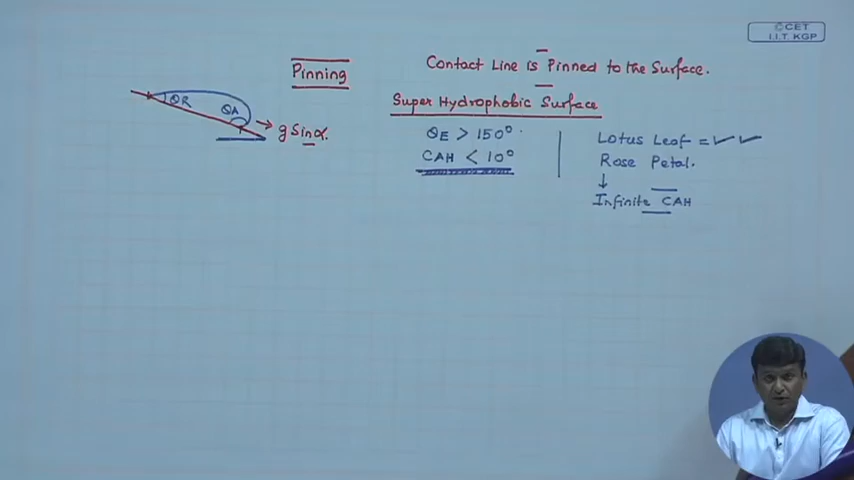 ©CET
I.I.T. KGP
Pinning
Contact Line is Pinned to the Surface.
θR
θA
g Sinα.
Super Hydrophobic Surface
θE > 150°
CAH < 10°
Lotus Leaf = ✓ ✓
Rose Petal.
↓
Infinite CAH